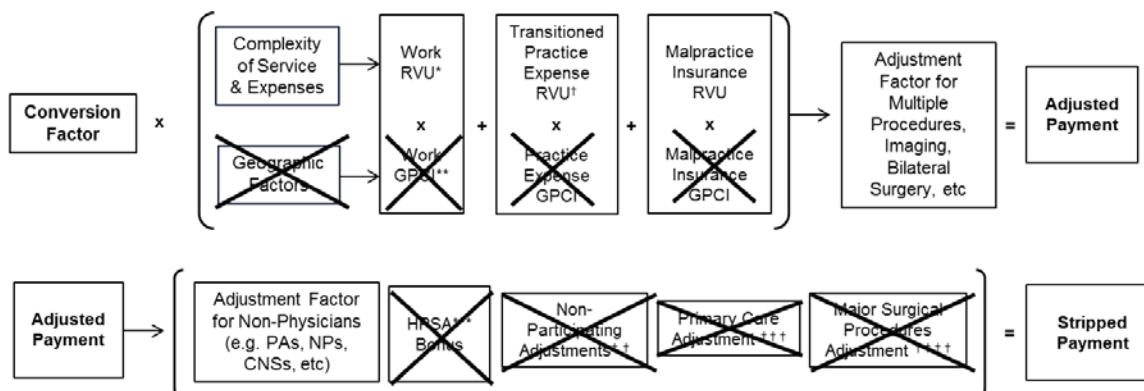 Complexity
of Service
& Expenses
Work
RVU*
Transitioned
Practice
Expense
RVU†
Malpractice
Insurance
RVU
Conversion
Factor
x
x
+
x
+
x
Geographic
Factors
Work
GPCI**
Practice
Expense
GPCI
Malpractice
Insurance
GPCI
Adjustment
Factor for
Multiple
Procedures,
Imaging,
Bilateral
Surgery, etc
=
Adjusted
Payment
Adjusted
Payment
Adjustment Factor
for Non-Physicians
(e.g. PAs, NPs,
CNSs, etc)
HPSA***
Bonus
Non-
Participating
Adjustments††
Primary Care
Adjustment †††
Major Surgical
Procedures
Adjustment ††††
=
Stripped
Payment